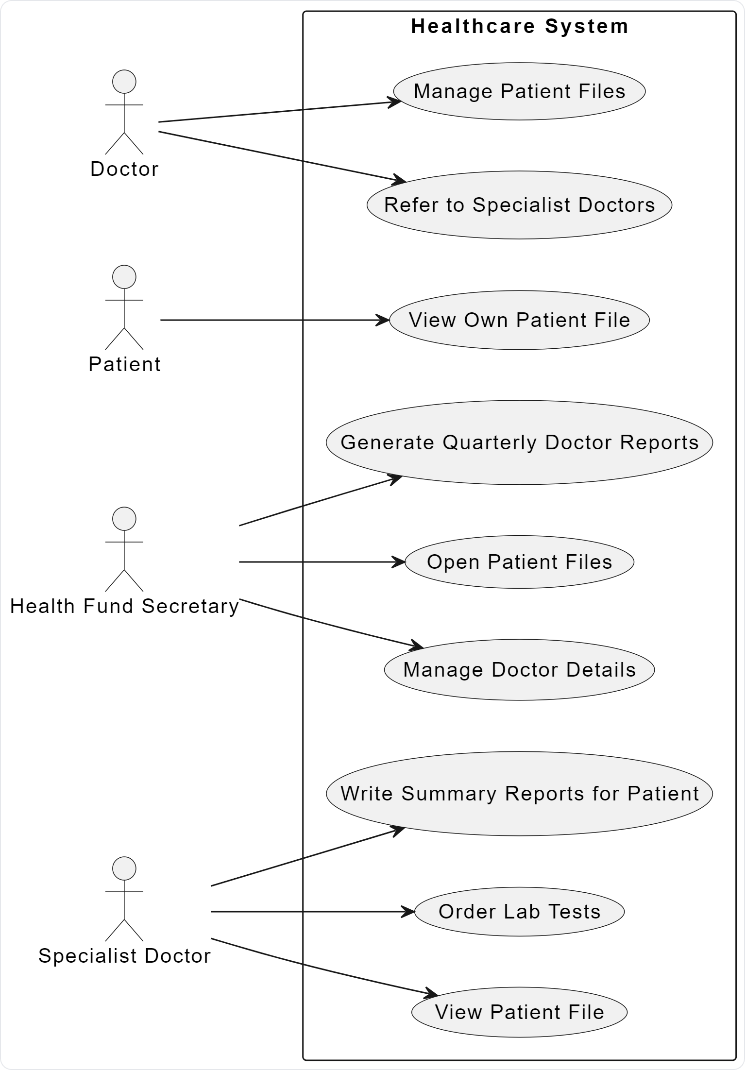 Healthcare System
Manage Patient Files
Doctor
Refer to Specialist Doctors
View Own Patient File
Patient
Generate Quarterly Doctor Reports
Open Patient Files
Health Fund Secretary
Manage Doctor Details
Write Summary Reports for Patient
Order Lab Tests
Specialist Doctor
View Patient File